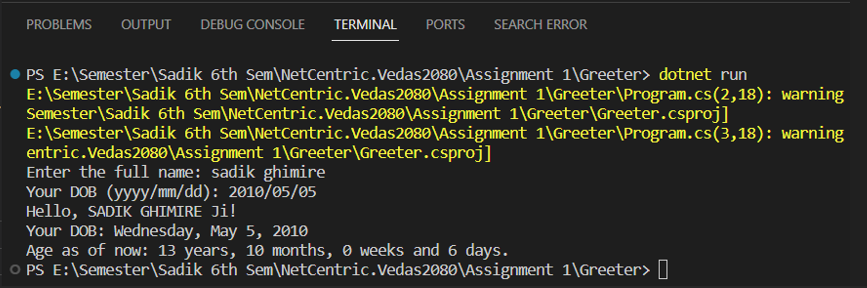 PROBLEMS OUTPUT DEBUG CONSOLE TERMINAL PORTS SEARCH ERROR
PS E:\Semester\Sadik 6th Sem\NetCentric.Vedas2080\Assignment 1\Greeter> dotnet run
E:\Semester\Sadik 6th Sem\NetCentric.Vedas2080\Assignment 1\Greeter\Program.cs(2,18): warning
Semester\Sadik 6th Sem\NetCentric.Vedas2080\Assignment 1\Greeter\Greeter.csproj]
E:\Semester\Sadik 6th Sem\NetCentric.Vedas2080\Assignment 1\Greeter\Program.cs(3,18): warning
entric.Vedas2080\Assignment 1\Greeter\Greeter.csproj]
Enter the full name: sadik ghimire
Your DOB (yyyy/mm/dd): 2010/05/05
Hello, SADIK GHIMIRE Ji!
Your DOB: Wednesday, May 5, 2010
Age as of now: 13 years, 10 months, 0 weeks and 6 days.
PS E:\Semester\Sadik 6th Sem\NetCentric.Vedas2080\Assignment 1\Greeter>